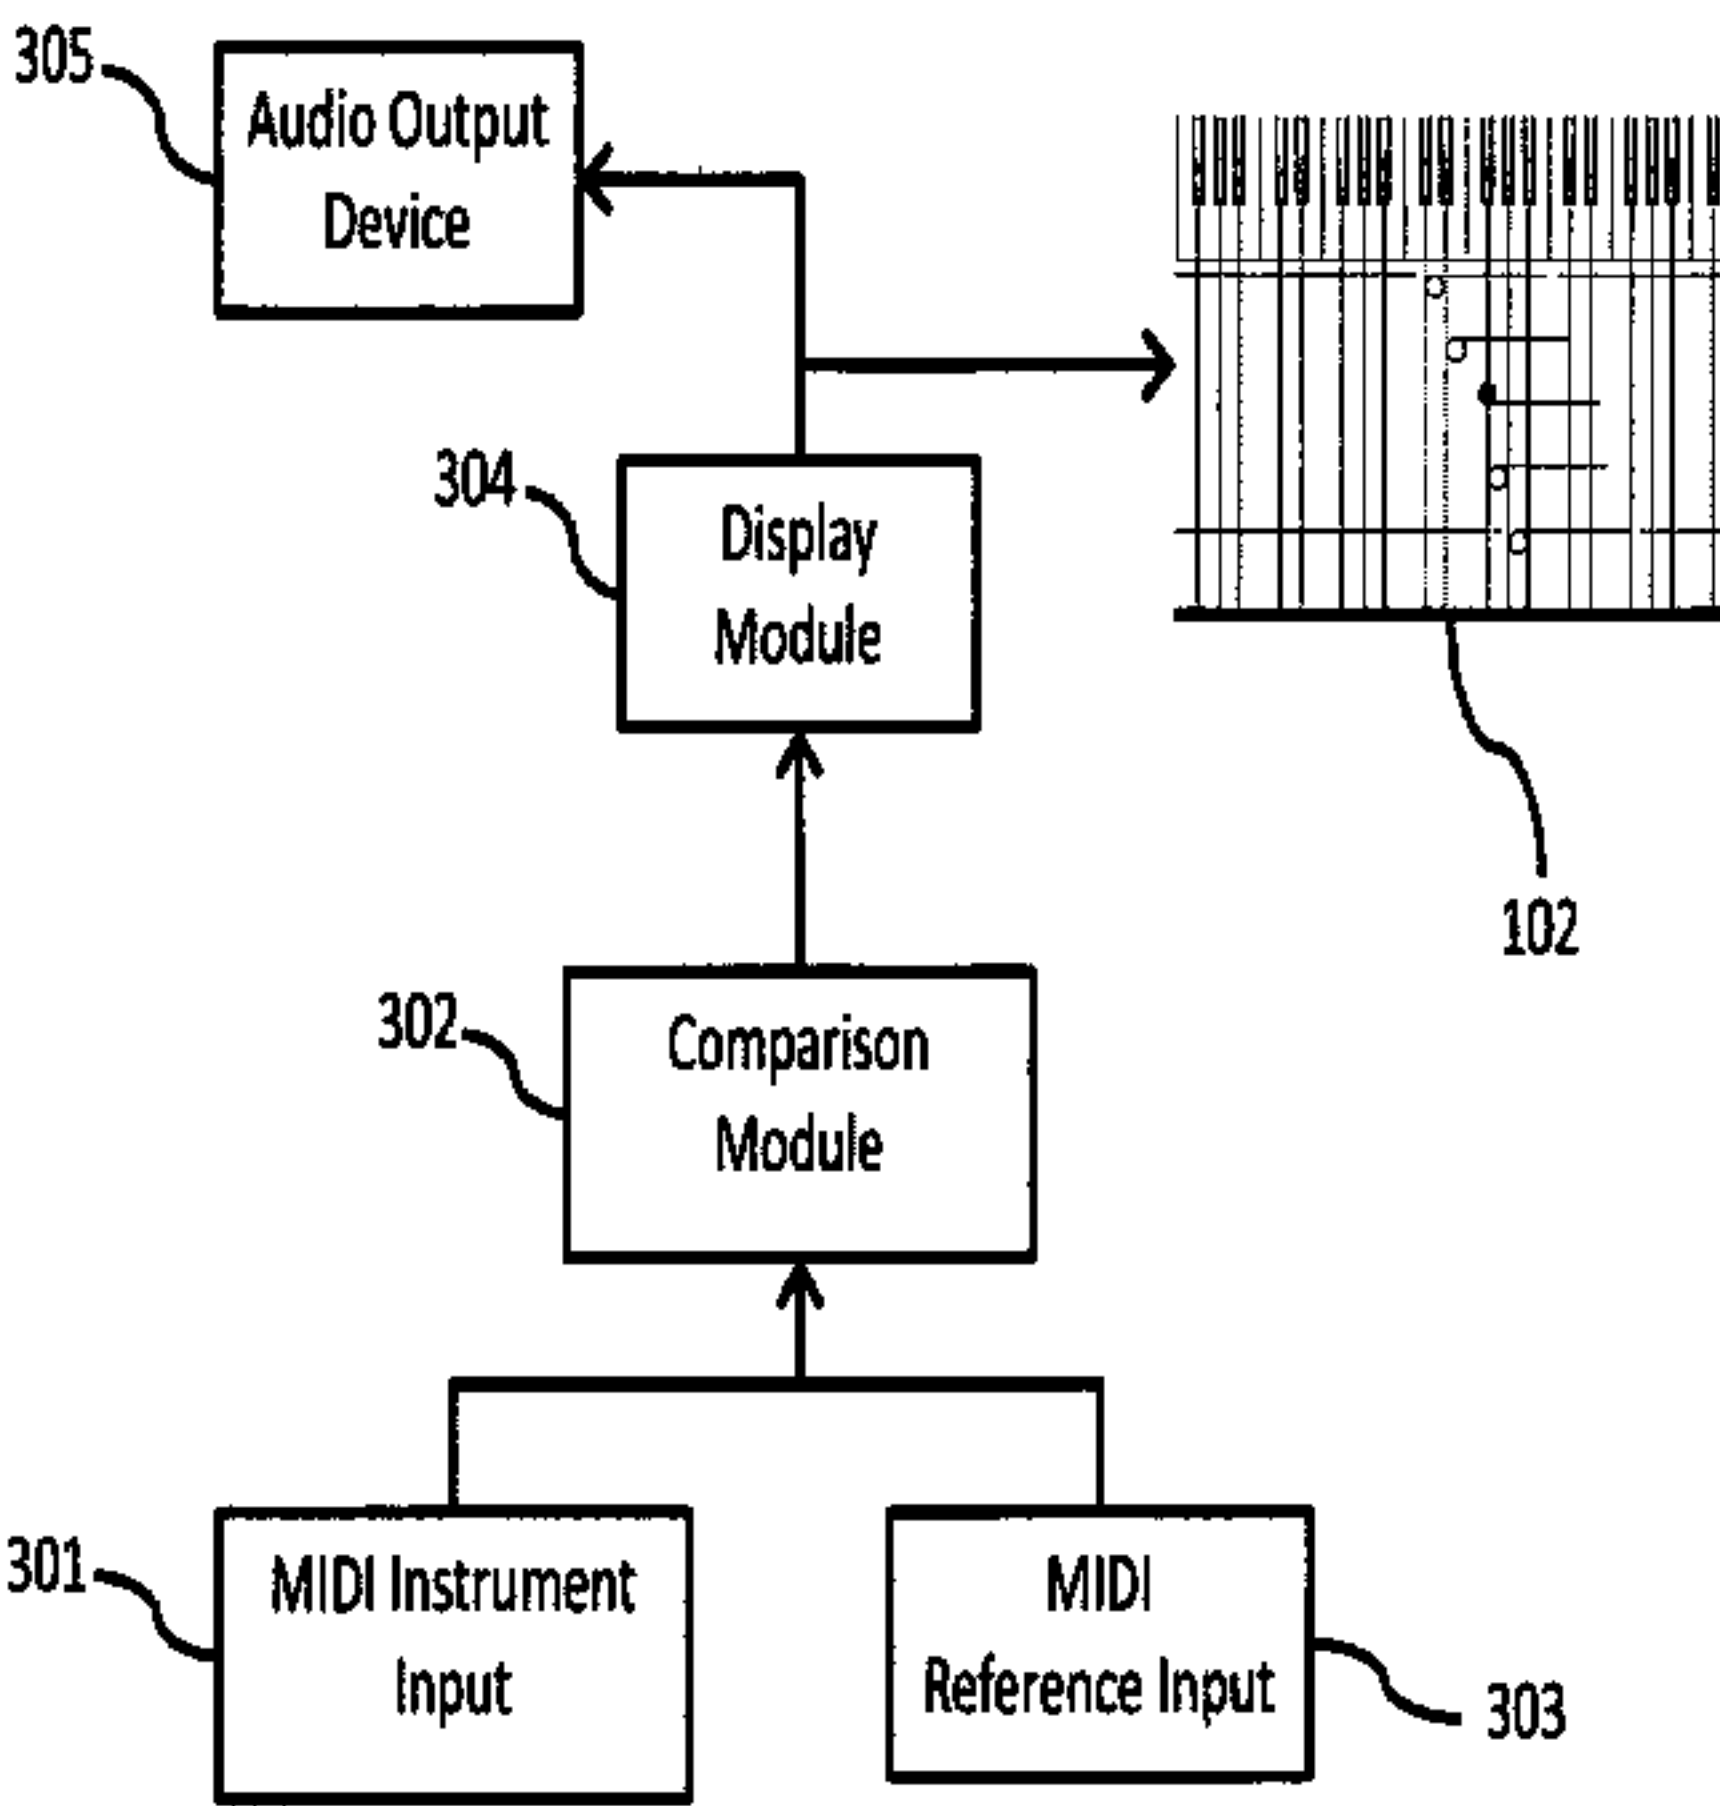 305
Audio Output
Device
304
Display
Module
102
302
Comparison
Module
301
MIDI Instrument
Input
MIDI
Reference Input
303